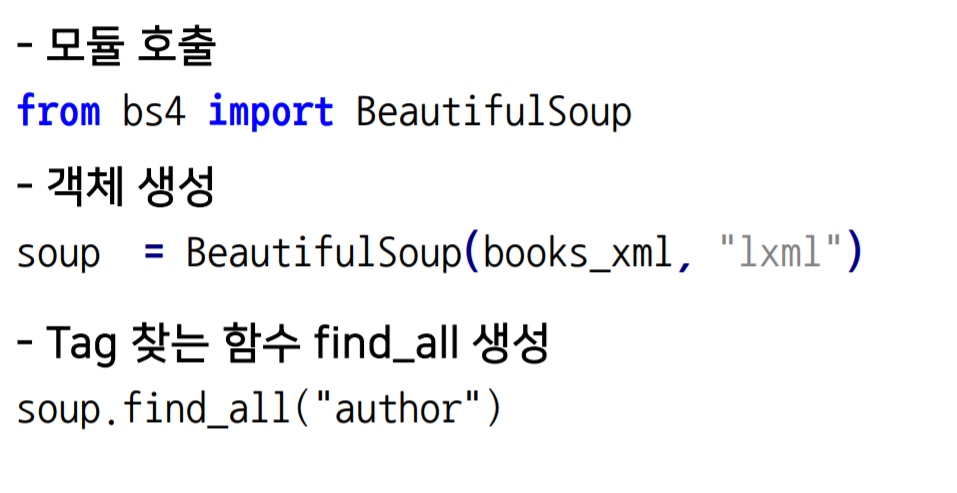 - 모듈 호출
from bs4 import BeautifulSoup
- 객체 생성
soup  = BeautifulSoup(books_xml, "lxml")
- Tag 찾는 함수 find_all 생성
soup.find_all("author")